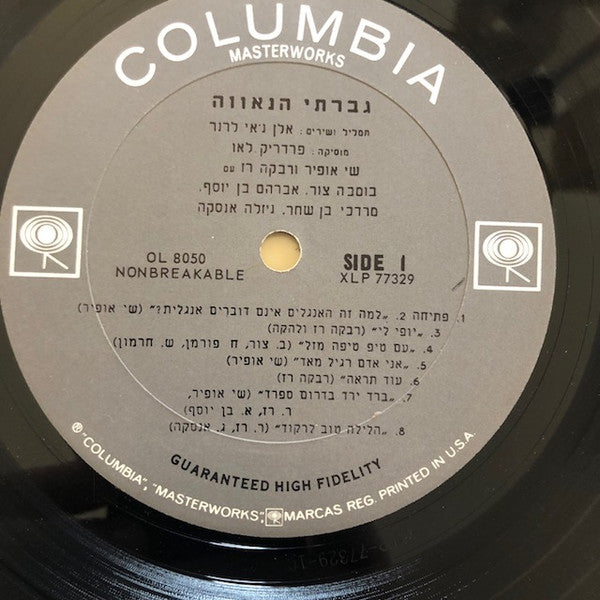 COLUMBIA
MASTERWORKS
גברתי הנאווה
תמליל ושירים: אלן ג'אי לרנר
מוסיקה: פרדריק לאו
שי אופיר ורבקה רז עם
בומבה צור, אברהם בן יוסף,
מרדכי בן שחר, גיזלה אנסקה
OL 8050
NONBREAKABLE
SIDE 1
XLP 77329
1. פתיחה 2. „למה זה האנגלים אינם דוברים אנגלית?" (שי אופיר)
3. „יופי לי" (רבקה רז ולהקה)
4. „עם טיפ טיפה מזל" (ב. צור, ח פורמן, ש. חרמון)
5. „אני אדם רגיל מאד" (שי אופיר)
6. עוד תראה" (רבקה רז)
7. „ברד ירד בדרום ספרד" (שי אופיר,
ר. רז, א. בן יוסף)
8. „הלילה טוב לרקוד" (ר. רז, ג. אנסקה)
GUARANTEED HIGH FIDELITY
® "COLUMBIA", "MASTERWORKS", MARCAS REG. PRINTED IN U.S.A.